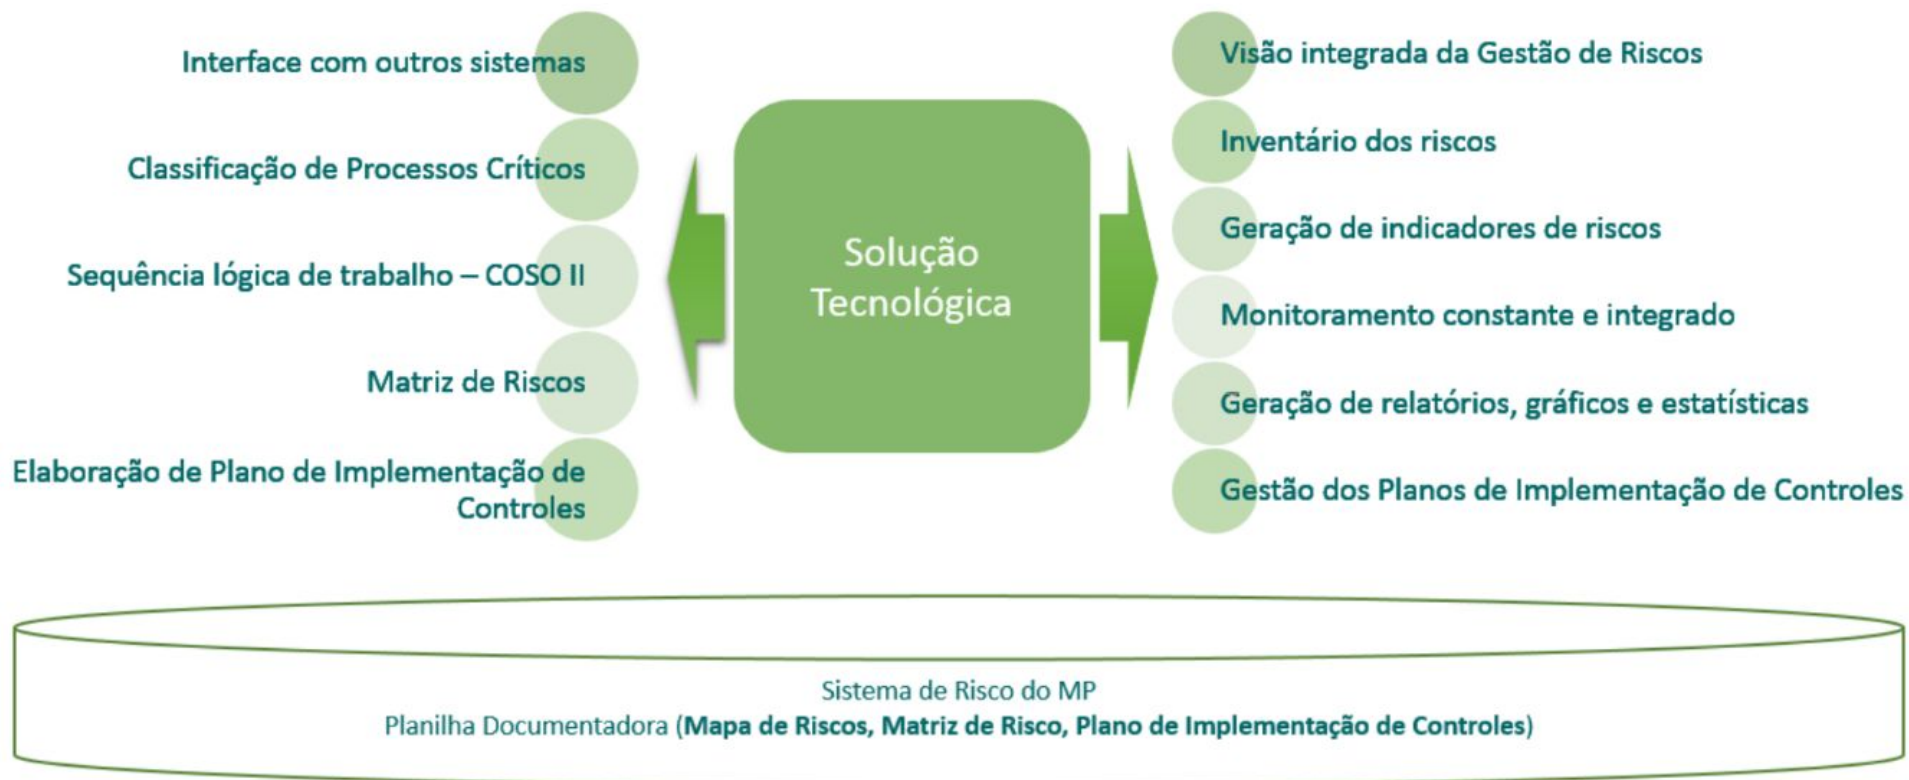 Interface com outros sistemas
Classificação de Processos Críticos
Sequência lógica de trabalho – COSO II
Matriz de Riscos
Elaboração de Plano de Implementação de
Controles
Solução
Tecnológica
Visão integrada da Gestão de Riscos
Inventário dos riscos
Geração de indicadores de riscos
Monitoramento constante e integrado
Geração de relatórios, gráficos e estatísticas
Gestão dos Planos de Implementação de Controles
Sistema de Risco do MP
Planilha Documentadora (Mapa de Riscos, Matriz de Risco, Plano de Implementação de Controles)